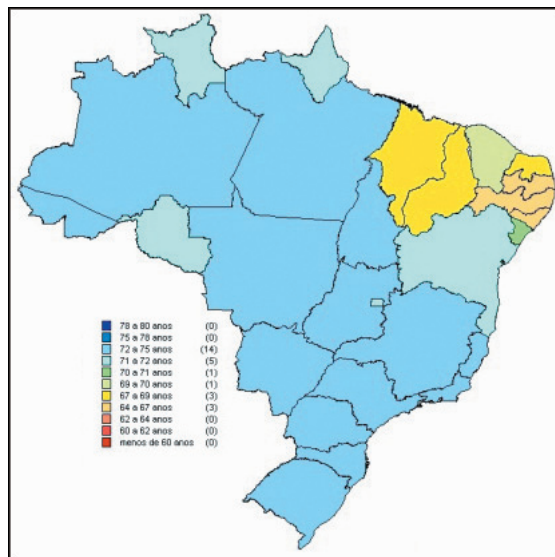 78 a 80 anos (0)
75 a 78 anos (0)
72 a 75 anos (14)
71 a 72 anos (5)
70 a 71 anos (1)
69 a 70 anos (1)
67 a 69 anos (3)
64 a 67 anos (3)
62 a 64 anos (0)
60 a 62 anos (0)
menos de 60 anos (0)